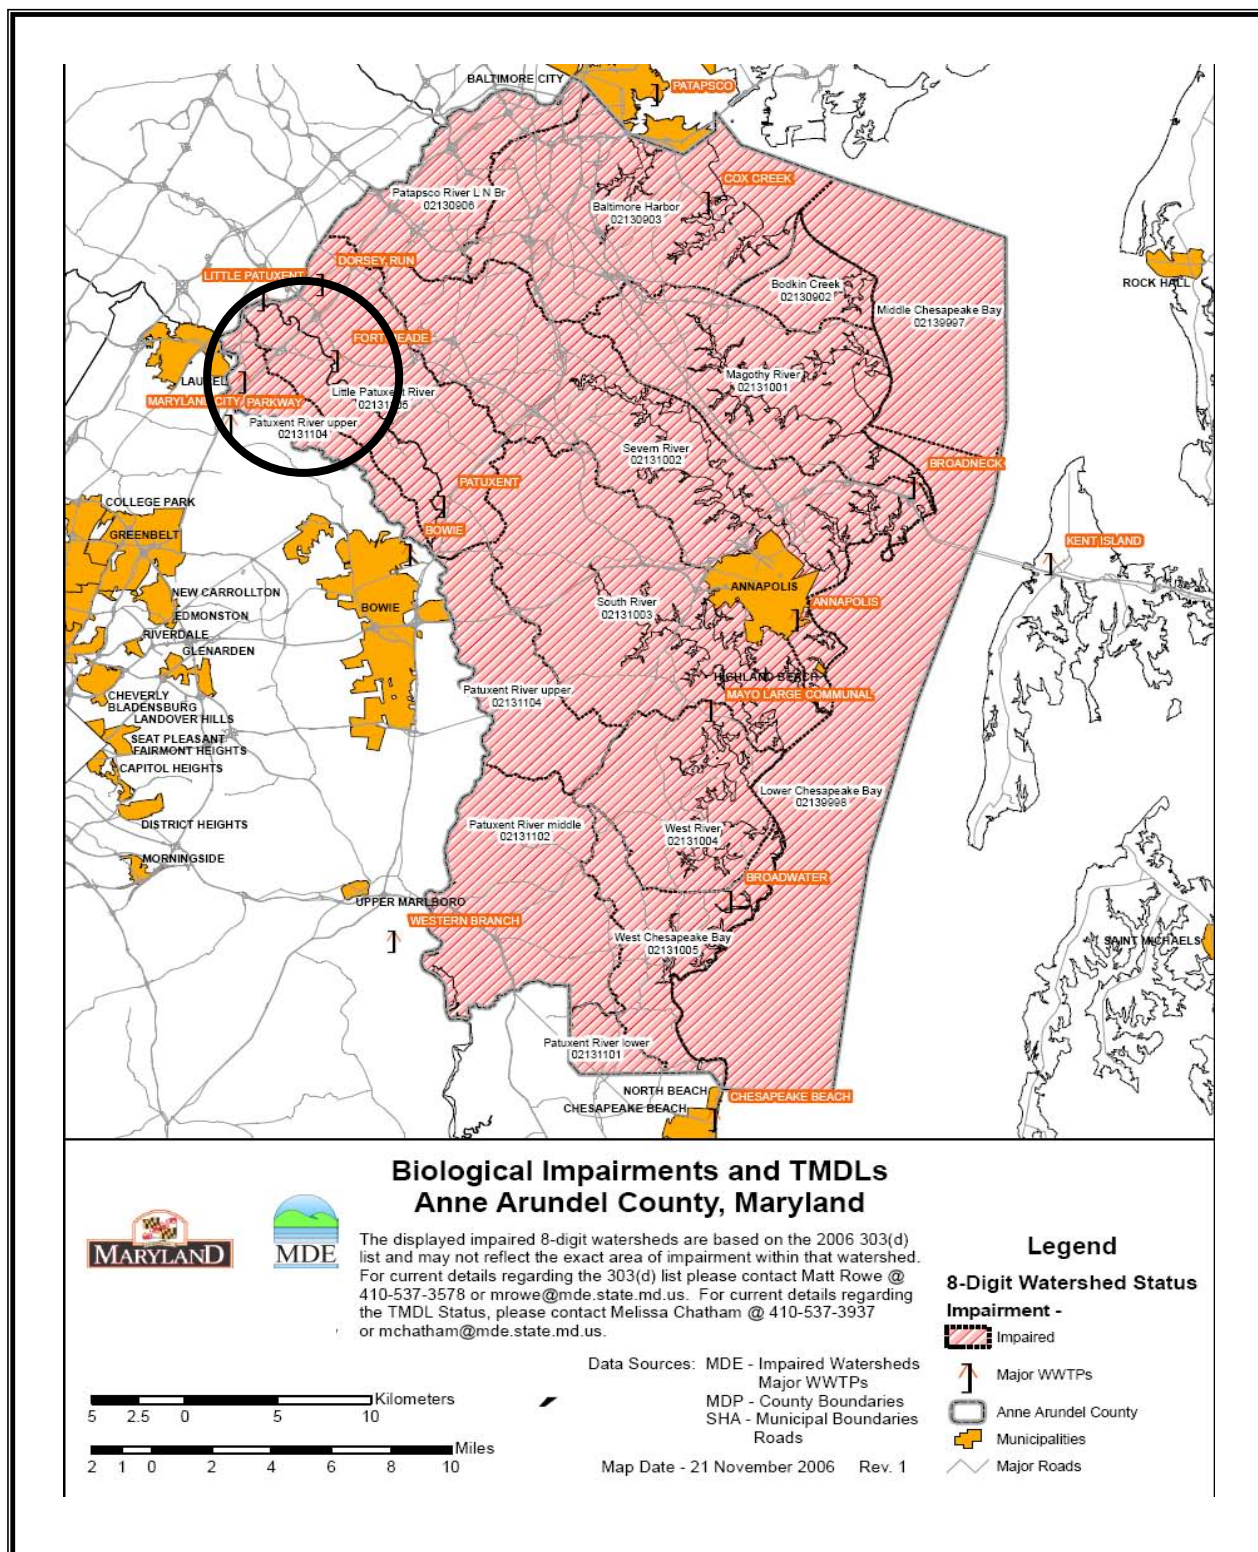 BALTIMORE CITY
PATAPSCO
COX CREEK
Patapsco River L N Br
02130906
Baltimore Harbor
02130903
DORSEY RUN
LITTLE PATUXENT
Bodkin Creek
02130902
ROCK HALL
Middle Chesapeake Bay
02139997
FORT MEADE
Magothy River
02131001
LAUREL
Little Patuxent River
02131105
MARYLAND CITY
PARKWAY
Patuxent River upper
02131104
Severn River
02131002
BROADNECK
PATUXENT
COLLEGE PARK
BOWIE
GREENBELT
KENT ISLAND
NEW CARROLLTON
ANNAPOLIS
BOWIE
South River
02131003
ANNAPOLIS
EDMONSTON
RIVERDALE
GLENARDEN
HIGHLAND BEACH
MAYO LARGE COMMUNAL
Patuxent River upper
02131104
CHEVERLY
BLADENSBURG
LANDOVER HILLS
SEAT PLEASANT
FAIRMONT HEIGHTS
CAPITOL HEIGHTS
Lower Chesapeake Bay
02139998
DISTRICT HEIGHTS
Patuxent River middle
02131102
West River
02131004
MORNINGSIDE
BROADWATER
UPPER MARLBORO
WESTERN BRANCH
West Chesapeake Bay
02131005
SAINT MICHAELS
Patuxent River lower
02131101
NORTH BEACH
CHESAPEAKE BEACH
CHESAPEAKE BEACH
Biological Impairments and TMDLs
Anne Arundel County, Maryland
MARYLAND
MDE
The displayed impaired 8-digit watersheds are based on the 2006 303(d)
list and may not reflect the exact area of impairment within that watershed.
For current details regarding the 303(d) list please contact Matt Rowe @
410-537-3578 or mrowe@mde.state.md.us.  For current details regarding
the TMDL Status, please contact Melissa Chatham @ 410-537-3937
or mchatham@mde.state.md.us.
Data Sources: MDE - Impaired Watersheds
Major WWTPs
MDP - County Boundaries
SHA - Municipal Boundaries
Roads
Map Date - 21 November 2006 Rev. 1
Kilometers
5 2.5 0 5 10
Miles
2 1 0 2 4 6 8 10
Legend
8-Digit Watershed Status
Impairment -
Impaired
Major WWTPs
Anne Arundel County
Municipalities
Major Roads